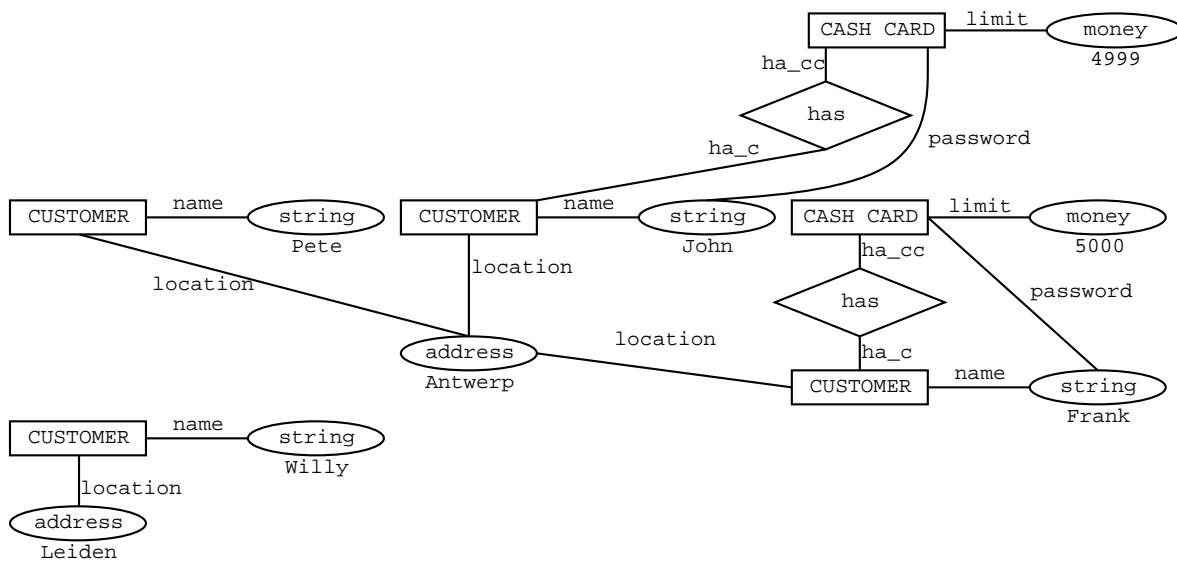 CASH CARD limit money
4999
ha_cc
has
ha_c password
CUSTOMER name string
Pete
CUSTOMER name string
John
CASH CARD limit money
5000
location
location
ha_cc
has
password
location
ha_c
address
Antwerp
CUSTOMER name string
Frank
CUSTOMER name string
Willy
location
address
Leiden